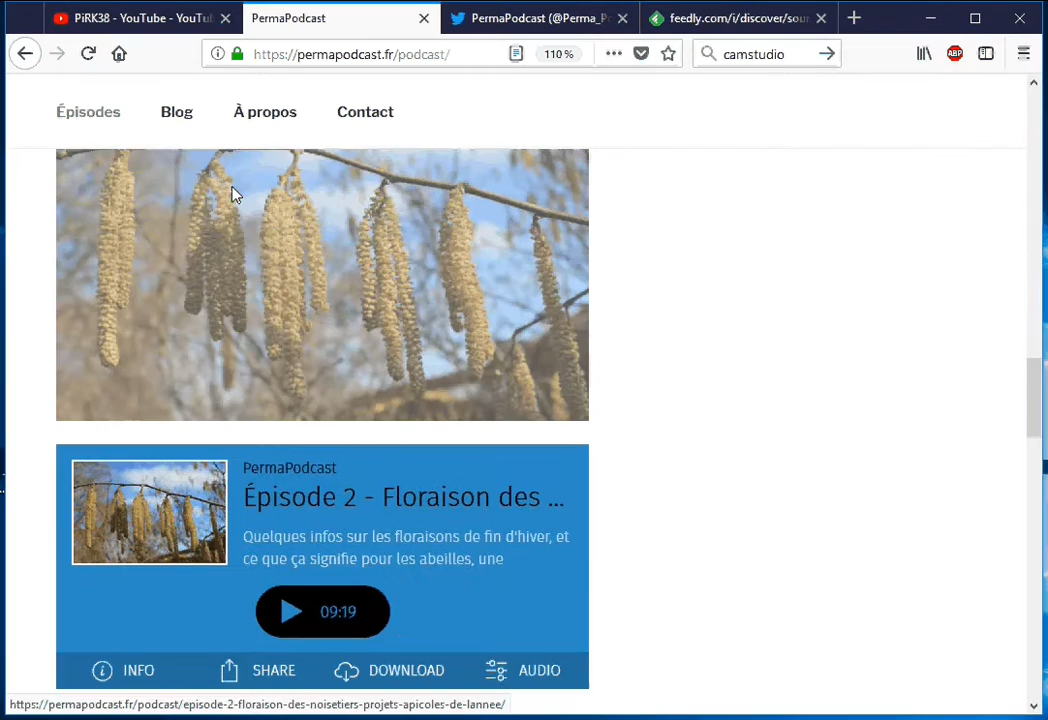 PiRK38 - YouTube - YouTu
PermaPodcast
PermaPodcast (@Perma_P
feedly.com/i/discover/sour
https://permapodcast.fr/podcast/
110 %
camstudio
ABP
Épisodes
Blog
À propos
Contact
PermaPodcast
Épisode 2 - Floraison des ...
Quelques infos sur les floraisons de fin d'hiver, et
ce que ça signifie pour les abeilles, une
09:19
INFO
SHARE
DOWNLOAD
AUDIO
https://permapodcast.fr/podcast/episode-2-floraison-des-noisetiers-projets-apicoles-de-lannee/